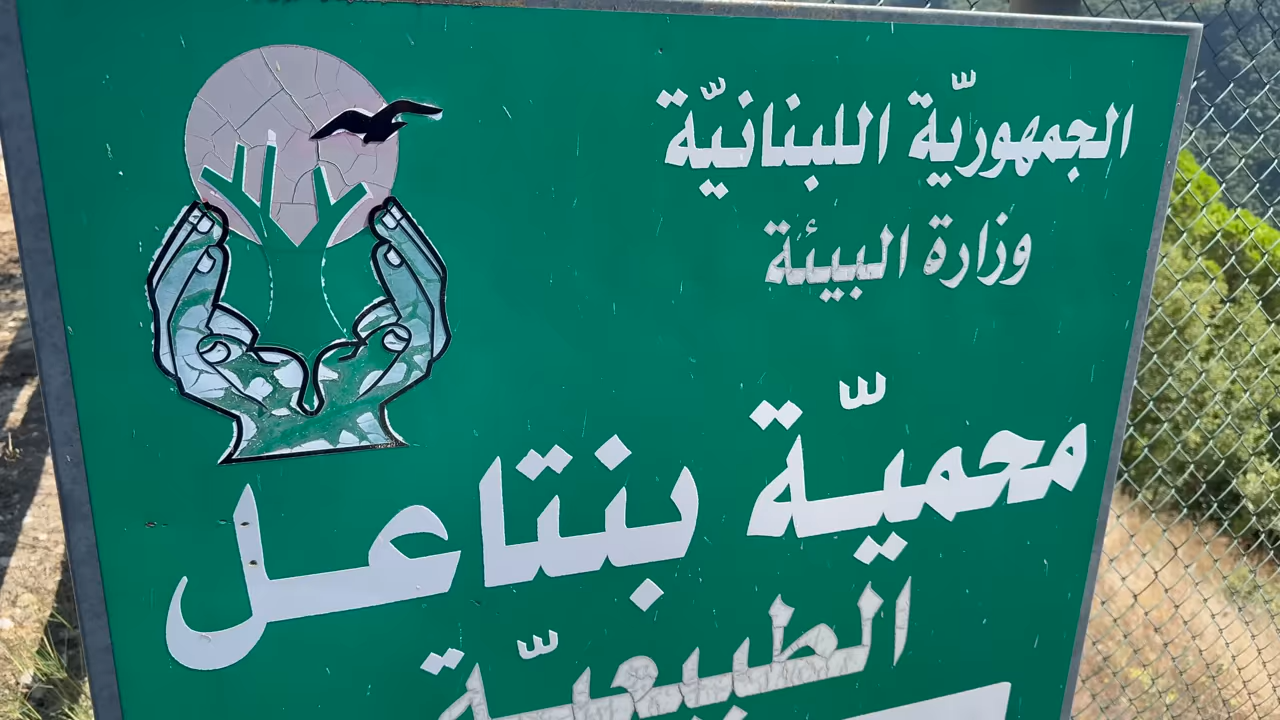 الجمهوريّة اللبنانيّة
وزارة البيئة
محميّة بنتاعل
الطبيعيّة